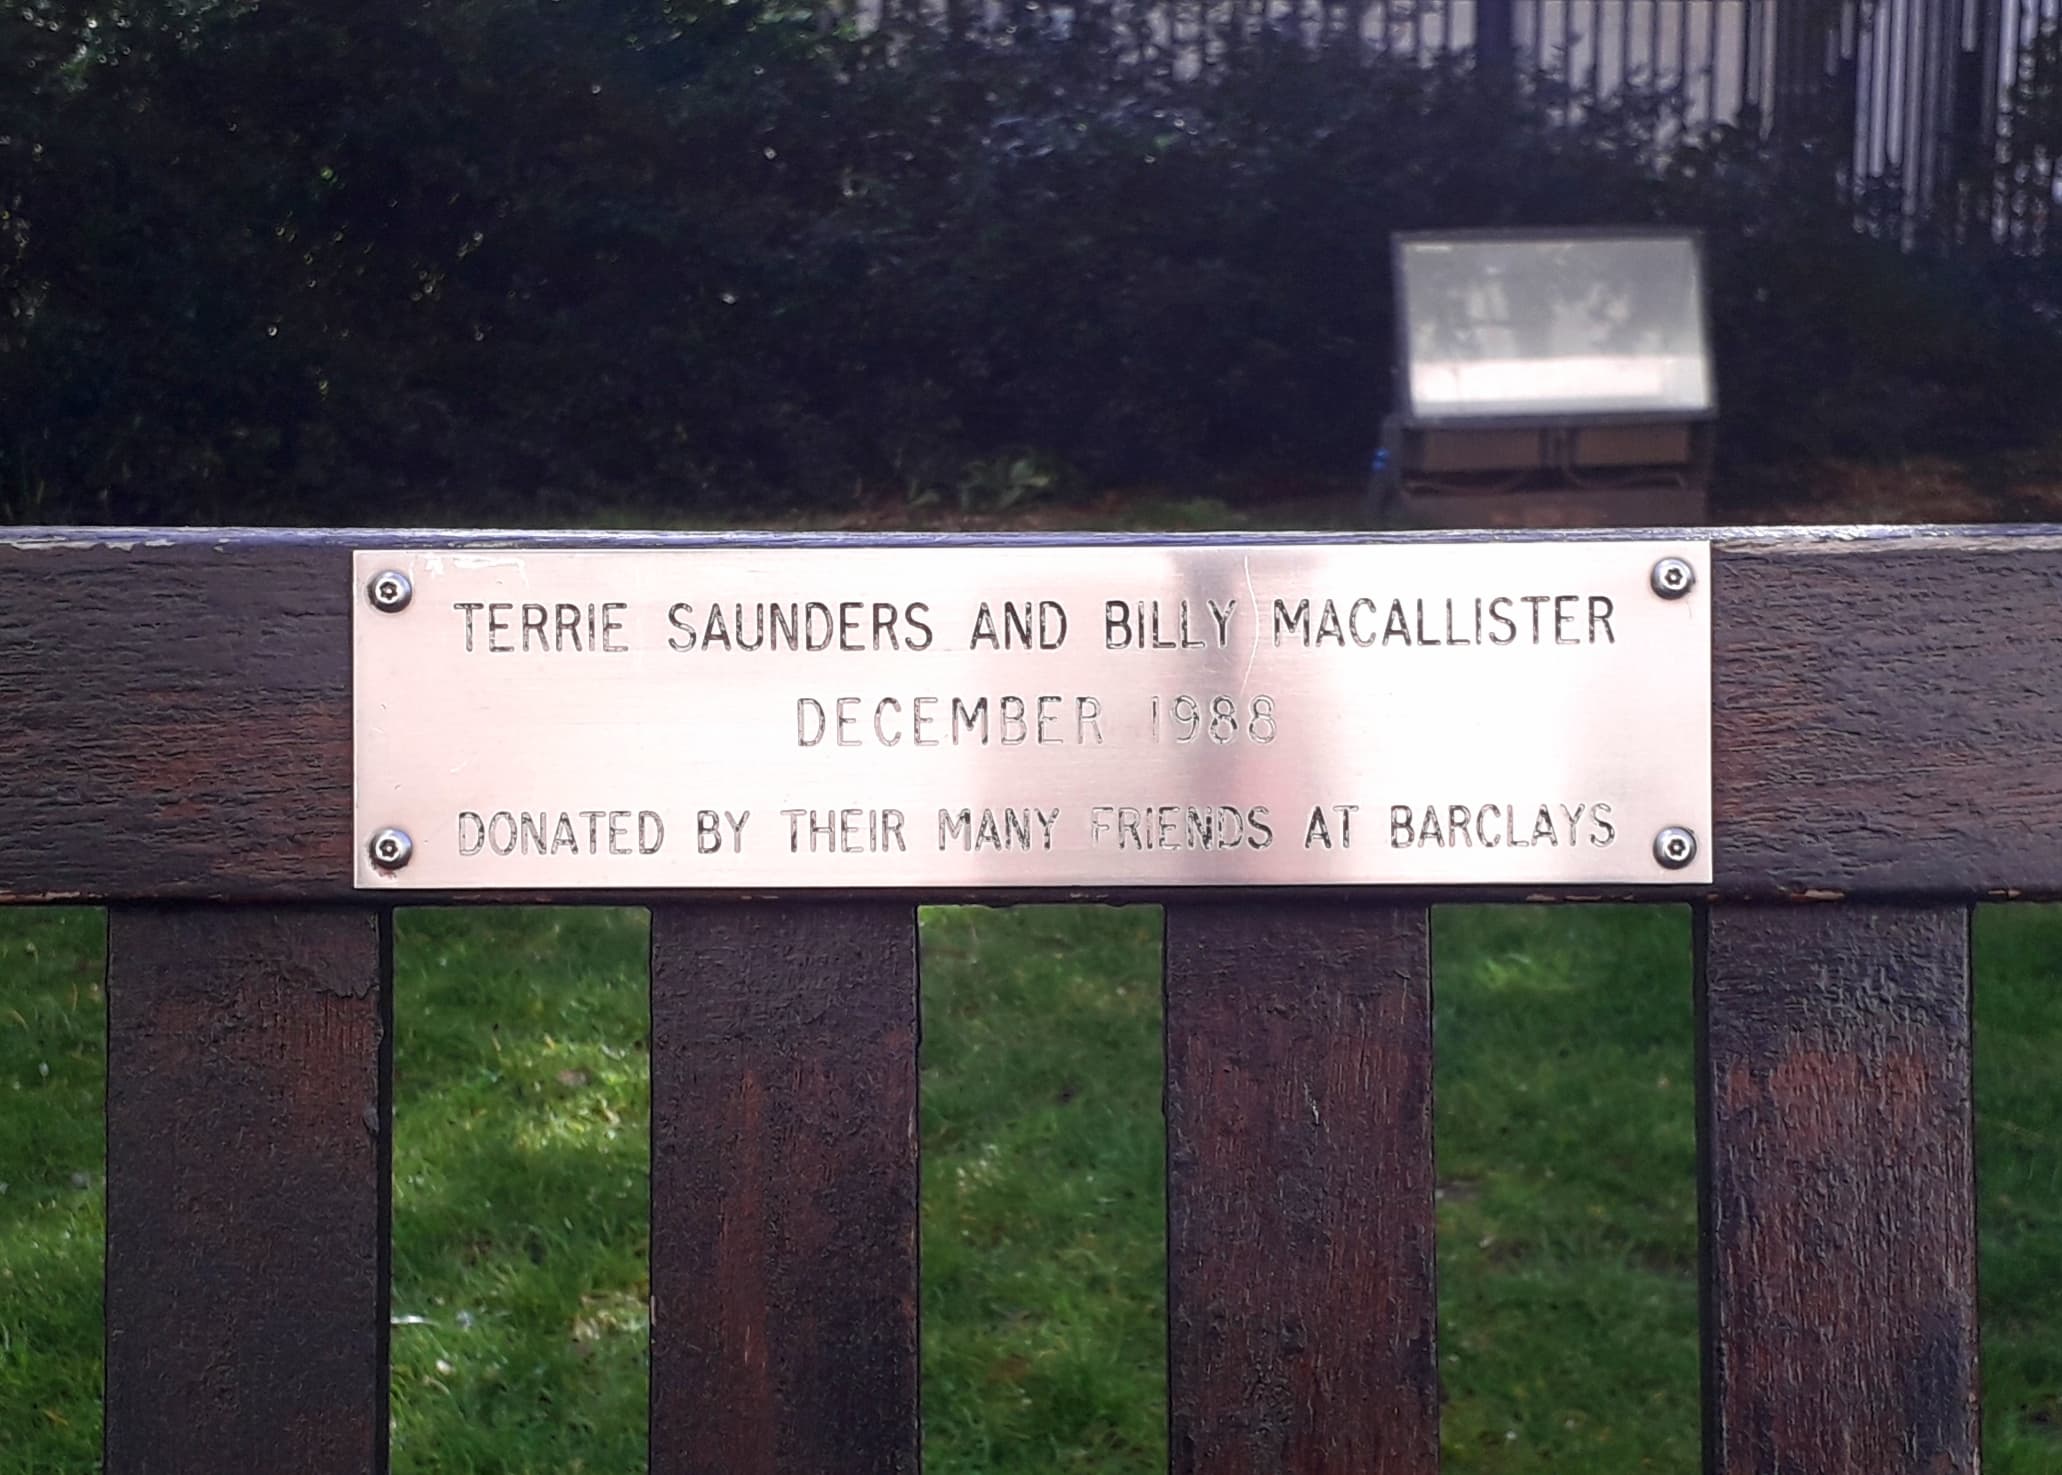 TERRIE SAUNDERS AND BILLY MACALLISTER
DECEMBER 1988
DONATED BY THEIR MANY FRIENDS AT BARCLAYS